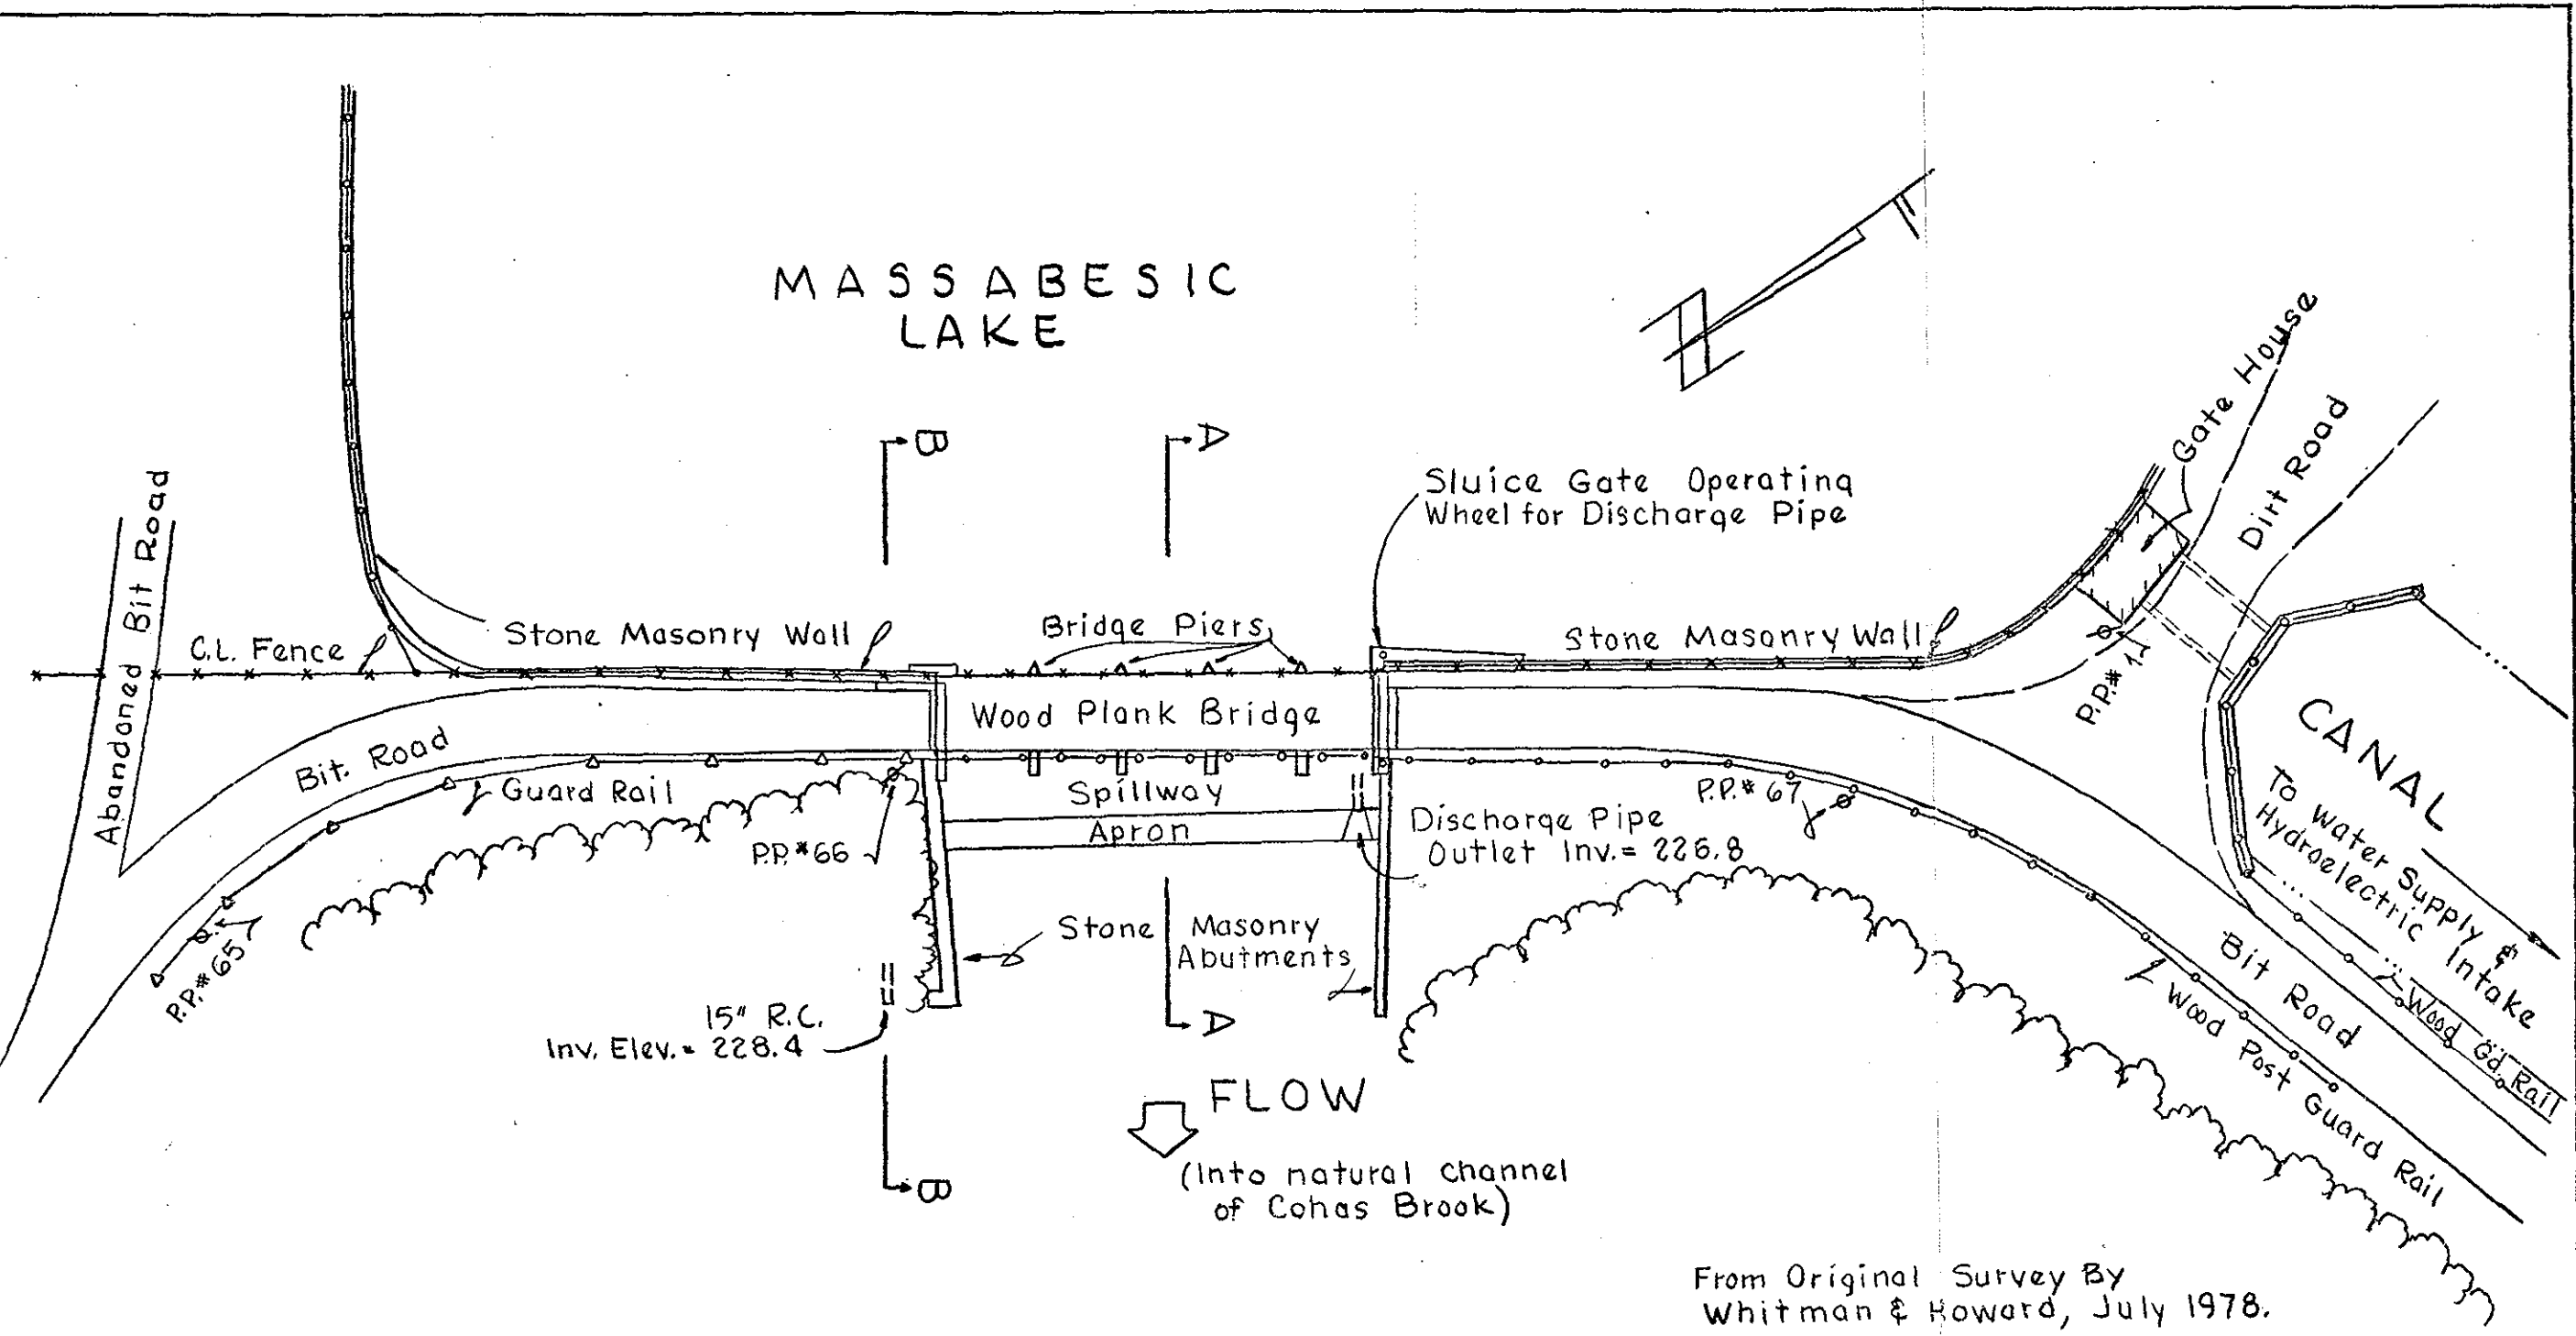 MASSABESIC
LAKE
Gate House
Dirt Road
Abandoned Bit Road
B
A
Sluice Gate Operating
Wheel for Discharge Pipe
C.L. Fence
Stone Masonry Wall
Bridge Piers
Stone Masonry Wall
P.P.#1
Wood Plank Bridge
Bit. Road
Guard Rail
Spillway
Apron
P.P.#66
P.P.#67
Discharge Pipe
Outlet Inv.= 226.8
CANAL
To Water Supply &
Hydroelectric Intake
P.P.#65
Stone Masonry
Abutments
15" R.C.
Inv. Elev.= 228.4
A
B
Bit Road
Wood Gd. Rail
Wood Post Guard Rail
FLOW
(Into natural channel
of Cohas Brook)
From Original Survey By
Whitman & Howard, July 1978.